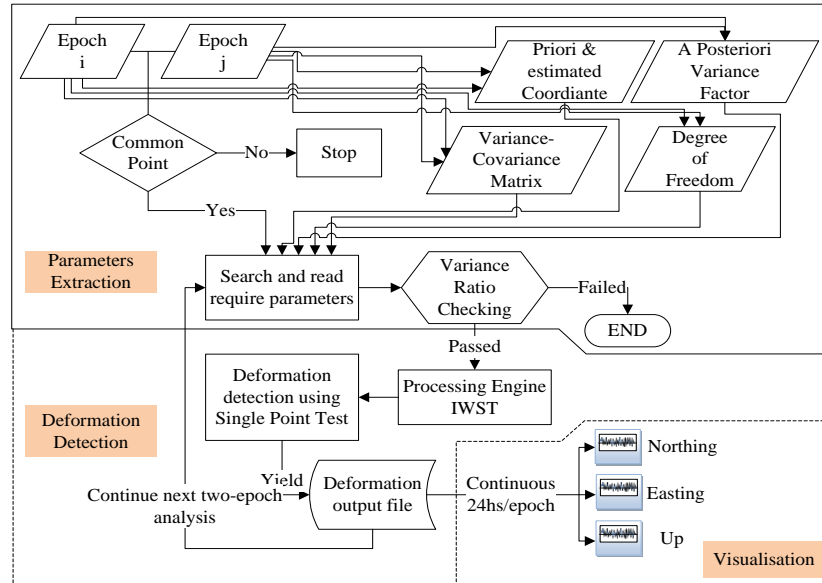 Epoch
i
Epoch
j
Priori &
estimated
Coordiante
A Posteriori
Variance
Factor
Common
Point
No
Stop
Variance-
Covariance
Matrix
Degree
of
Freedom
Yes
Parameters
Extraction
Search and read
require parameters
Variance
Ratio
Checking
Failed
END
Passed
Deformation
detection using
Single Point Test
Processing Engine
IWST
Deformation
Detection
Yield
Continue next two-epoch
analysis
Deformation
output file
Continuous
24hs/epoch
Northing
Easting
Up
Visualisation